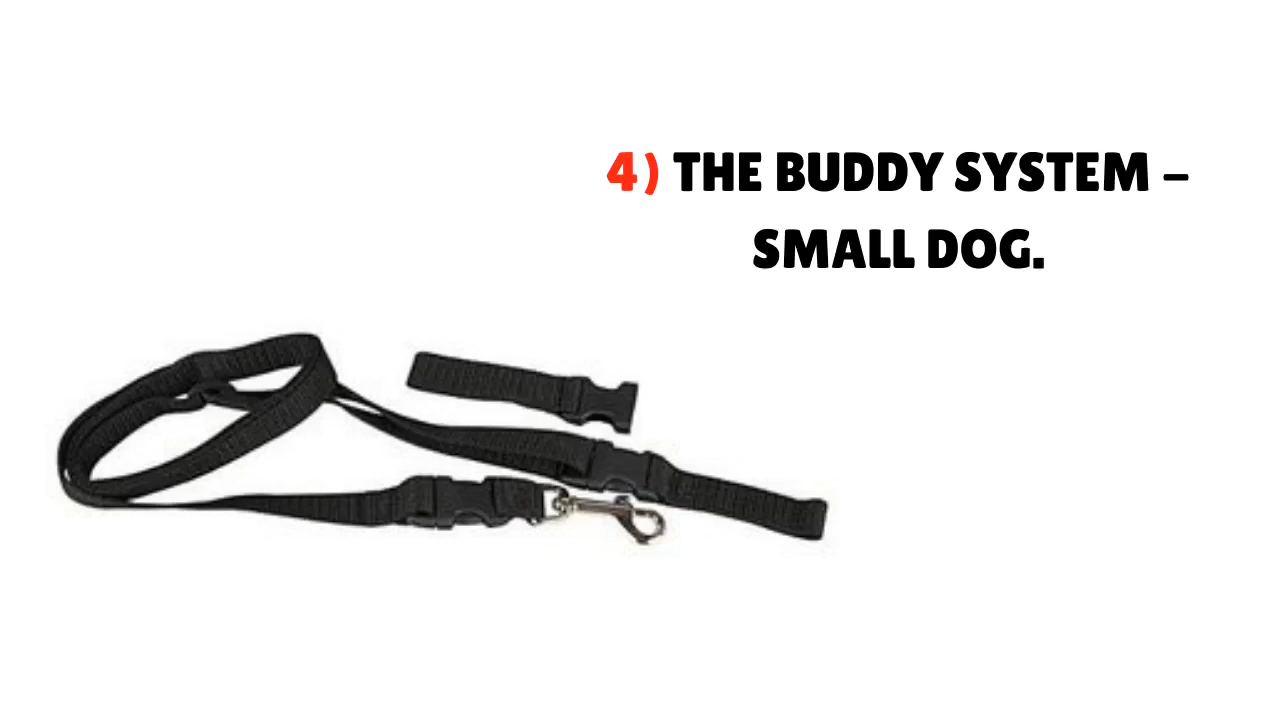 4) THE BUDDY SYSTEM –
SMALL DOG.